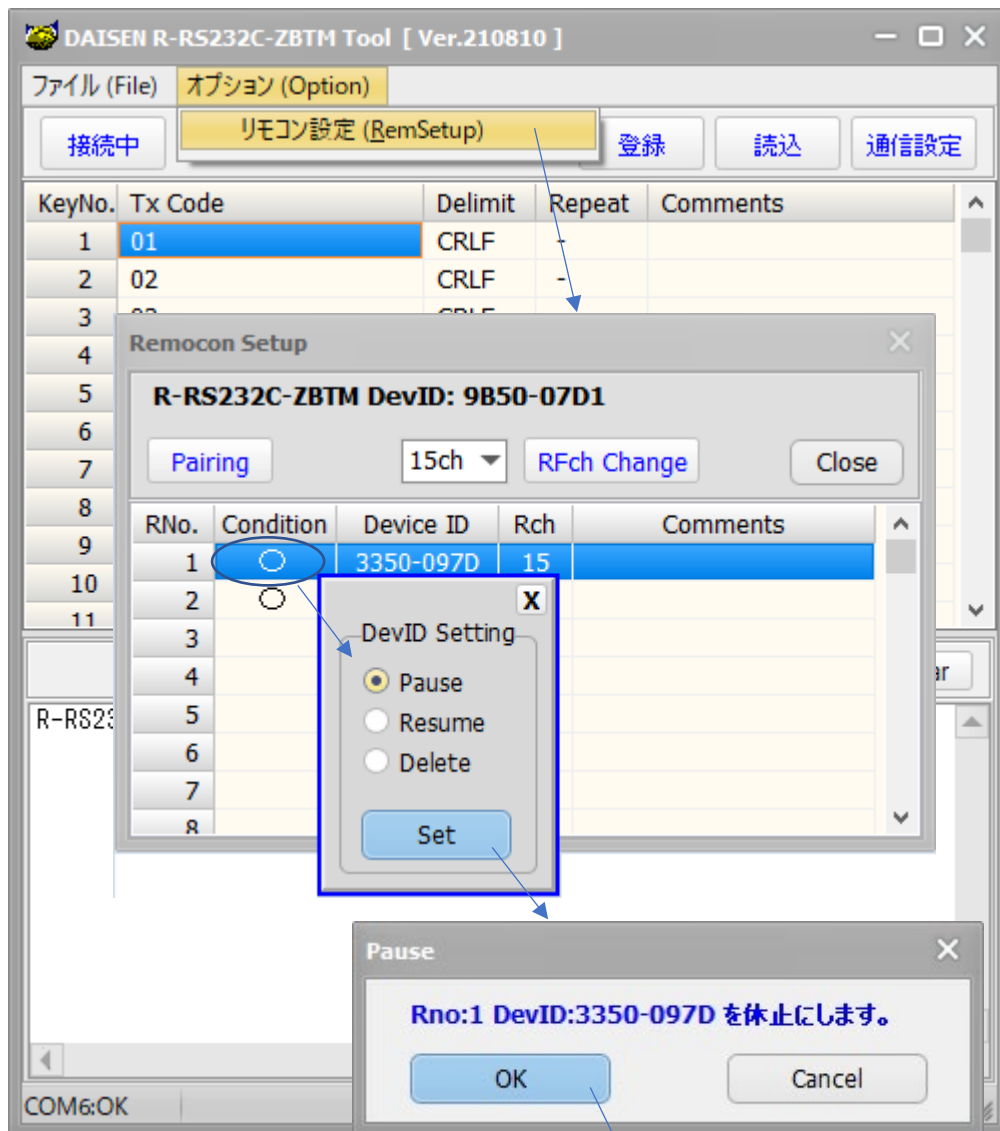 DAISEN R-RS232C-ZBTM Tool [ Ver.210810 ]
ファイル (File) オプション (Option)
リモコン設定 (RemSetup)
接続中 登録 読込 通信設定
KeyNo. Tx Code Delimit Repeat Comments
1 01 CRLF -
2 02 CRLF -
3
4
5
6
7
8
9
10
11
Remocon Setup
R-RS232C-ZBTM DevID: 9B50-07D1
Pairing 15ch RFch Change Close
RNo. Condition Device ID Rch Comments
1 ○ 3350-097D 15
2 ○
3
4
5
6
7
8
X
DevID Setting
Pause
Resume
Delete
Set
R-RS23
Pause
Rno:1 DevID:3350-097D を休止にします。
OK Cancel
COM6:OK